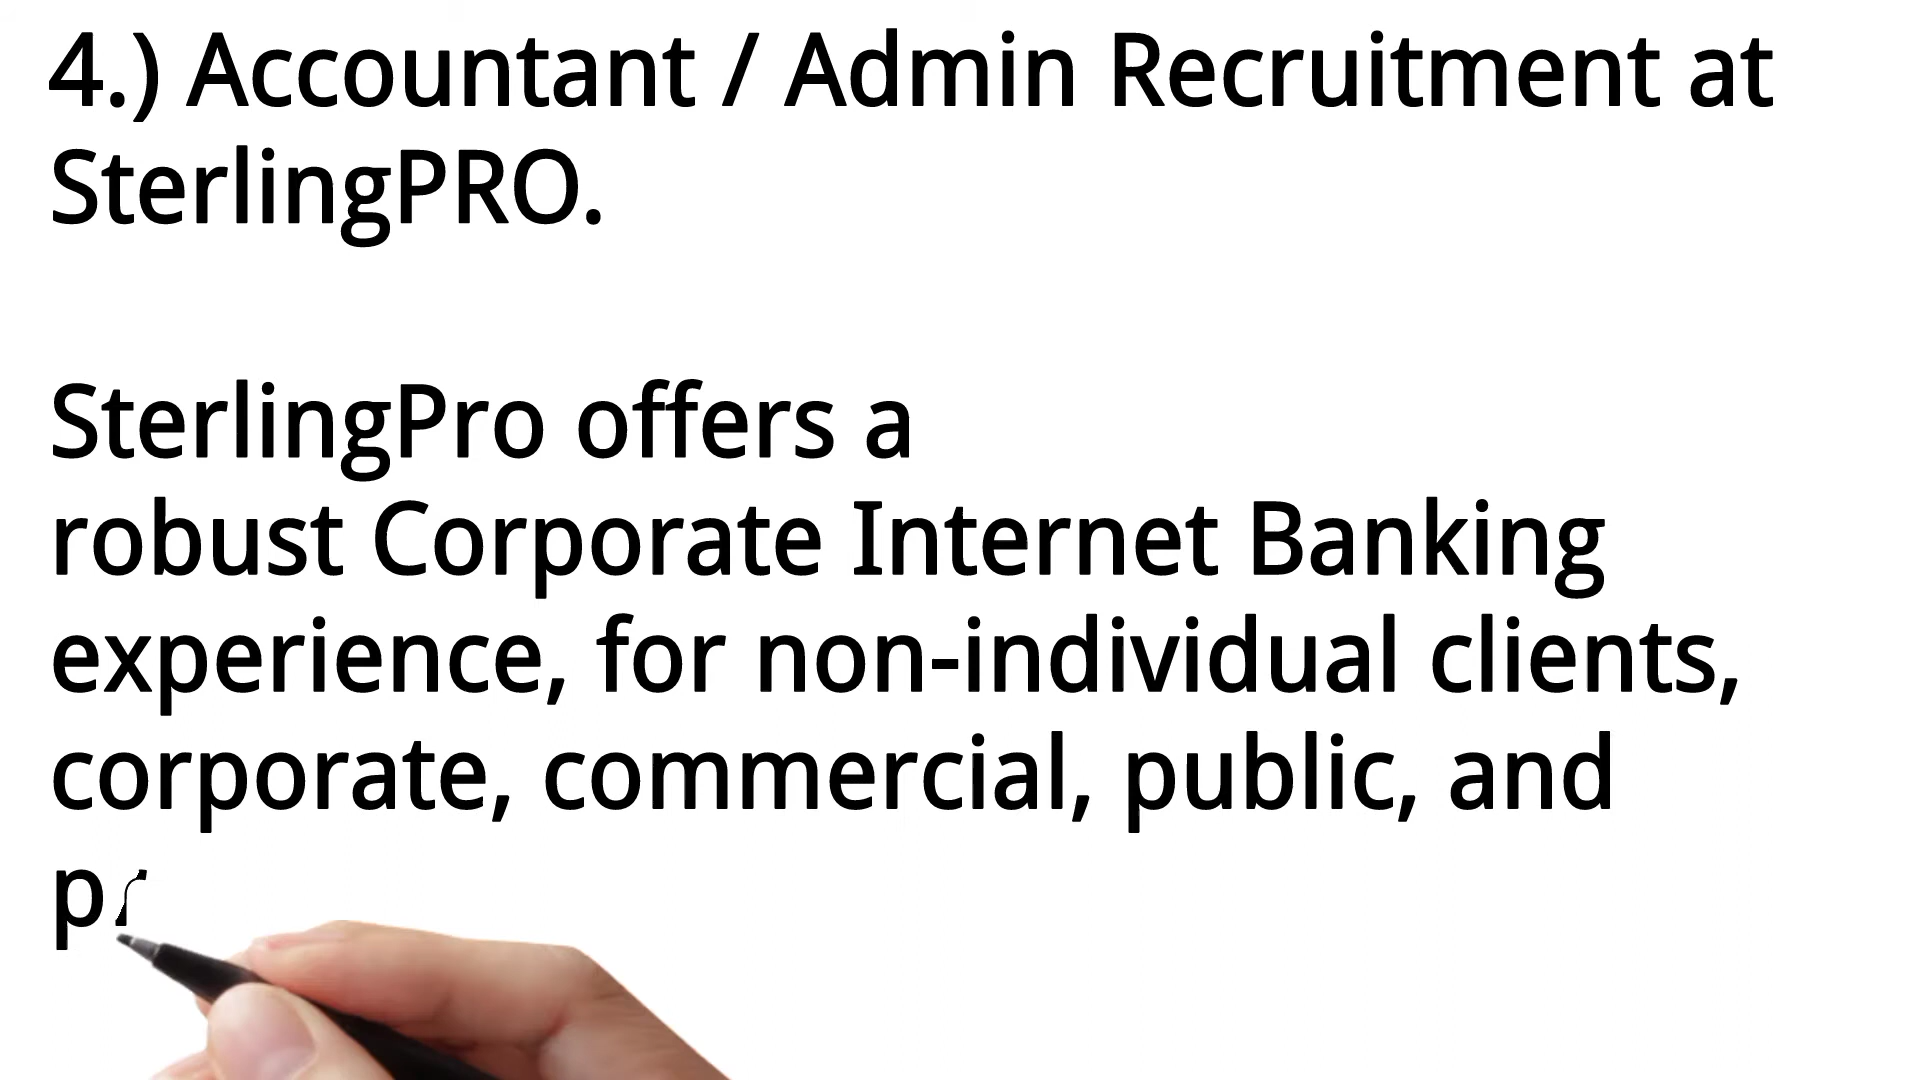 4.) Accountant / Admin Recruitment at
SterlingPRO.
SterlingPro offers a
robust Corporate Internet Banking
experience, for non-individual clients,
corporate, commercial, public, and